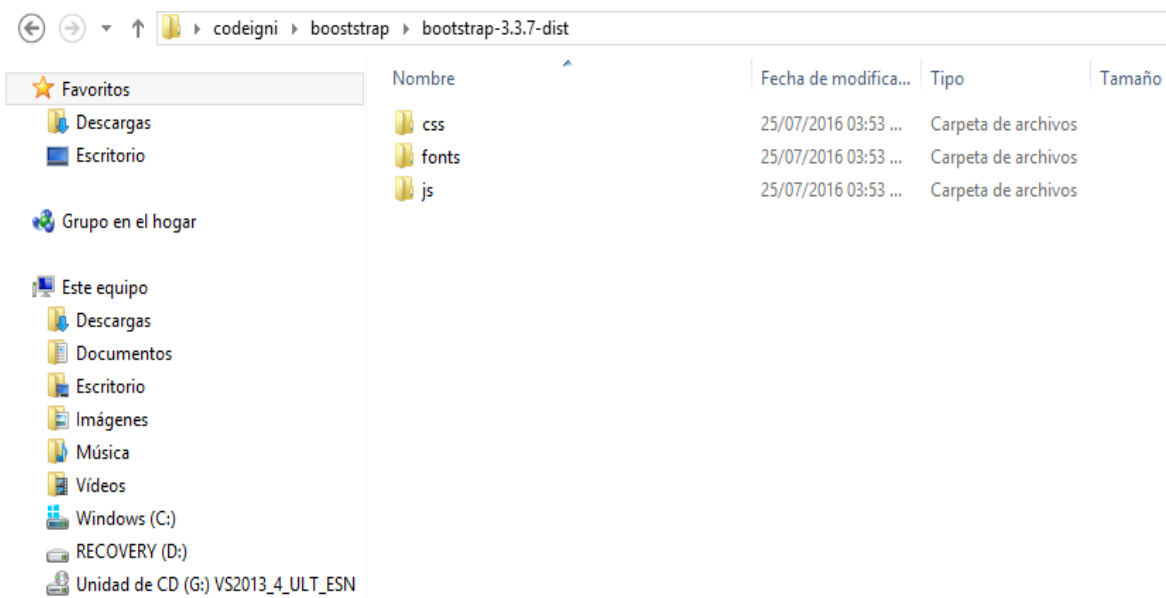 codeigni booststrap bootstrap-3.3.7-dist
Nombre Fecha de modifica... Tipo Tamaño
Favoritos
Descargas
Escritorio
Grupo en el hogar
Este equipo
Descargas
Documentos
Escritorio
Imágenes
Música
Vídeos
Windows (C:)
RECOVERY (D:)
Unidad de CD (G:) VS2013_4_ULT_ESN
css 25/07/2016 03:53 ... Carpeta de archivos
fonts 25/07/2016 03:53 ... Carpeta de archivos
js 25/07/2016 03:53 ... Carpeta de archivos